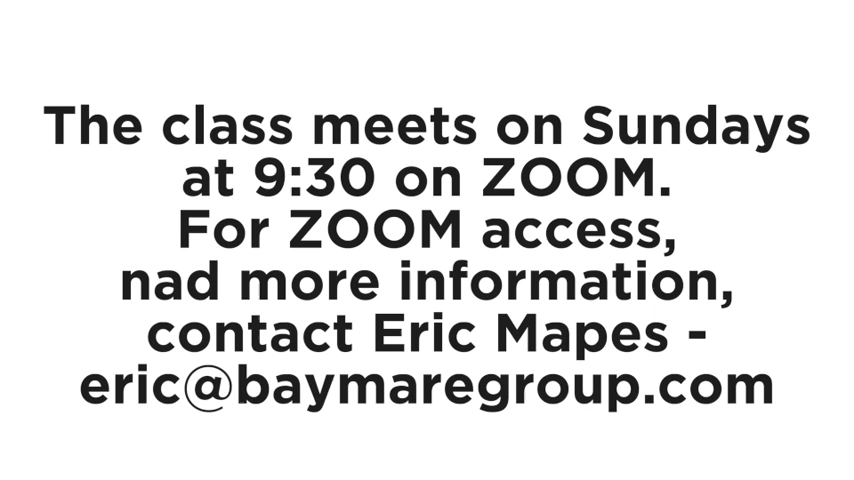 The class meets on Sundays
at 9:30 on ZOOM.
For ZOOM access,
nad more information,
contact Eric Mapes -
eric@baymaregroup.com